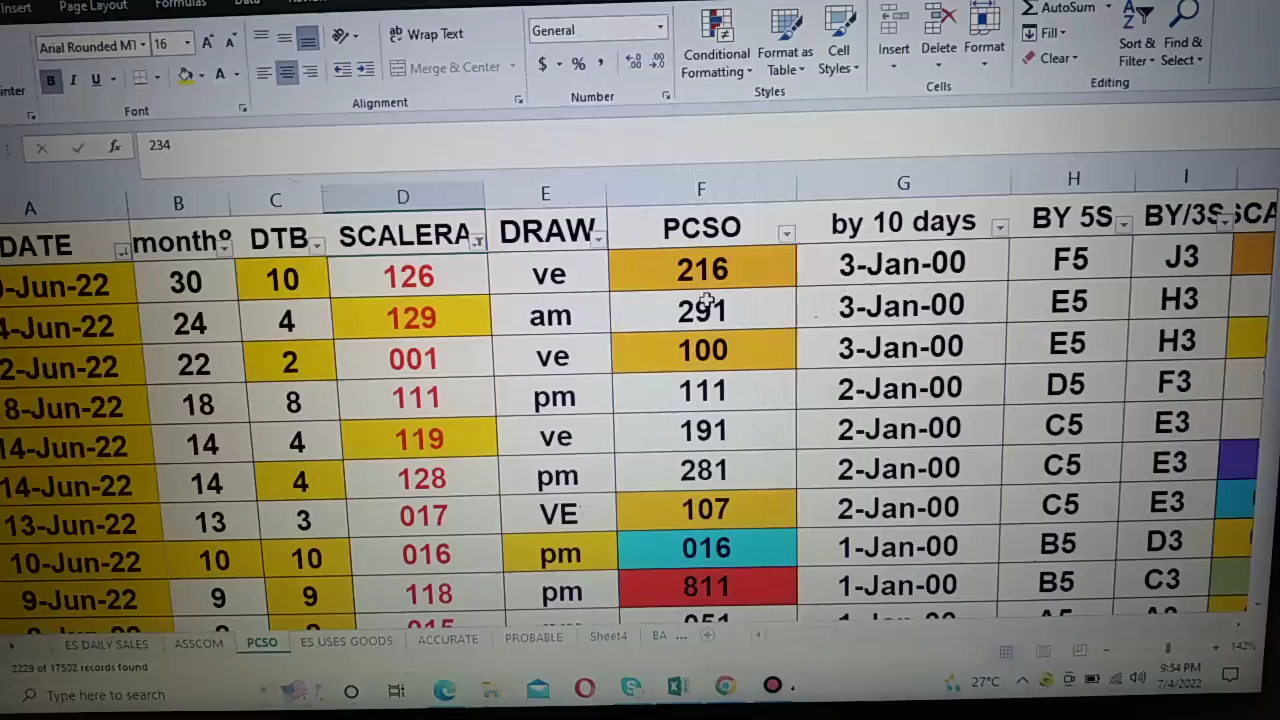 Insert Page Layout Formulas Data
Arial Rounded MT 16 A A ab Wrap Text General AutoSum
B I U A Merge & Center $ % , Conditional Formatting Format as Table Cell Styles Insert Delete Format Fill Clear Sort & Filter Find & Select
Font Alignment Number Styles Cells Editing
fx 234
A B C D E F G H I
DATE month# DTB SCALERA DRAW PCSO by 10 days BY 5S BY/3S SCA
-Jun-22 30 10 126 ve 216 3-Jan-00 F5 J3
4-Jun-22 24 4 129 am 291 3-Jan-00 E5 H3
2-Jun-22 22 2 001 ve 100 3-Jan-00 E5 H3
8-Jun-22 18 8 111 pm 111 2-Jan-00 D5 F3
14-Jun-22 14 4 119 ve 191 2-Jan-00 C5 E3
14-Jun-22 14 4 128 pm 281 2-Jan-00 C5 E3
13-Jun-22 13 3 017 VE 107 2-Jan-00 C5 E3
10-Jun-22 10 10 016 pm 016 1-Jan-00 B5 D3
9-Jun-22 9 9 118 pm 811 1-Jan-00 B5 C3
ES DAILY SALES ASSCOM PCSO ES USES GOODS ACCURATE PROBABLE Sheet4 BA ...
2229 of 17502 records found 142%
Type here to search 27°C 9:54 PM
7/4/2022